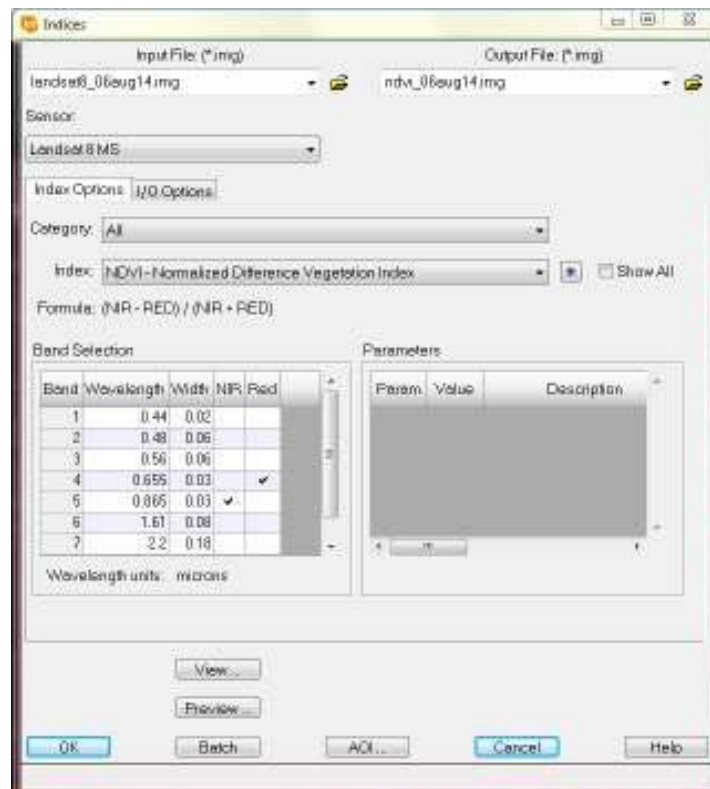 Indices
Input File: (*.img) Output File: (*.img)
landsat8_06aug14.img ndvi_06aug14.img
Sensor:
Landsat 8 MS
Index Options I/O Options
Category: All
Index: NDVI - Normalized Difference Vegetation Index Show All
Formula: (NIR - RED) / (NIR + RED)
Band Selection Parameters
Band Wavelength Width NIR Red Param Value Description
1 0.44 0.02
2 0.48 0.06
3 0.56 0.06
4 0.655 0.03 ✔
5 0.865 0.03 ✔
6 1.61 0.08
7 2.2 0.18
Wavelength units: microns
View...
Preview...
OK Batch AOI... Cancel Help